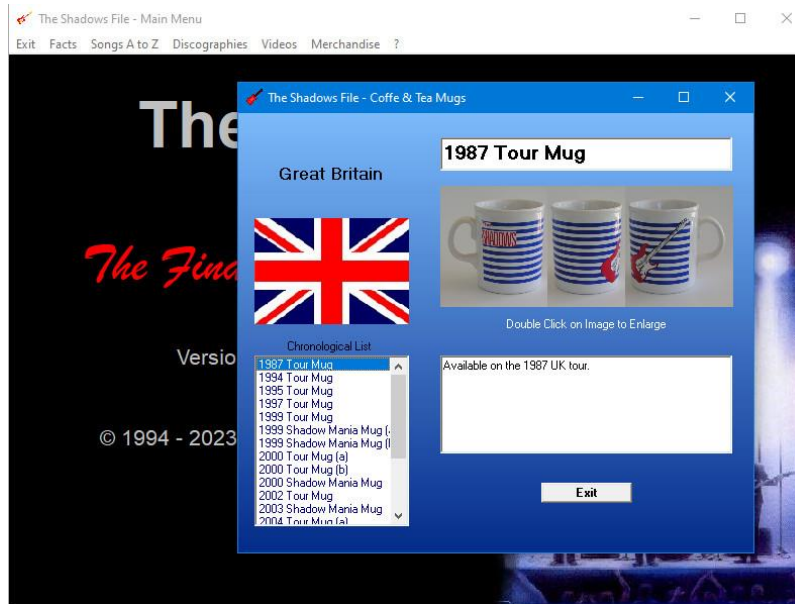 The Shadows File - Main Menu
Exit Facts Songs A to Z Discographies Videos Merchandise ?
The
The Shadows File - Coffe & Tea Mugs
Great Britain
1987 Tour Mug
SHADOWS
Double Click on Image to Enlarge
Versio
© 1994 - 2023
Chronological List
1987 Tour Mug
1994 Tour Mug
1995 Tour Mug
1997 Tour Mug
1999 Tour Mug
1999 Shadow Mania Mug
1999 Shadow Mania Mug
2000 Tour Mug (a)
2000 Tour Mug (b)
2000 Shadow Mania Mug
2002 Tour Mug
2003 Shadow Mania Mug
2004 Tour Mug (a)
Available on the 1987 UK tour.
Exit